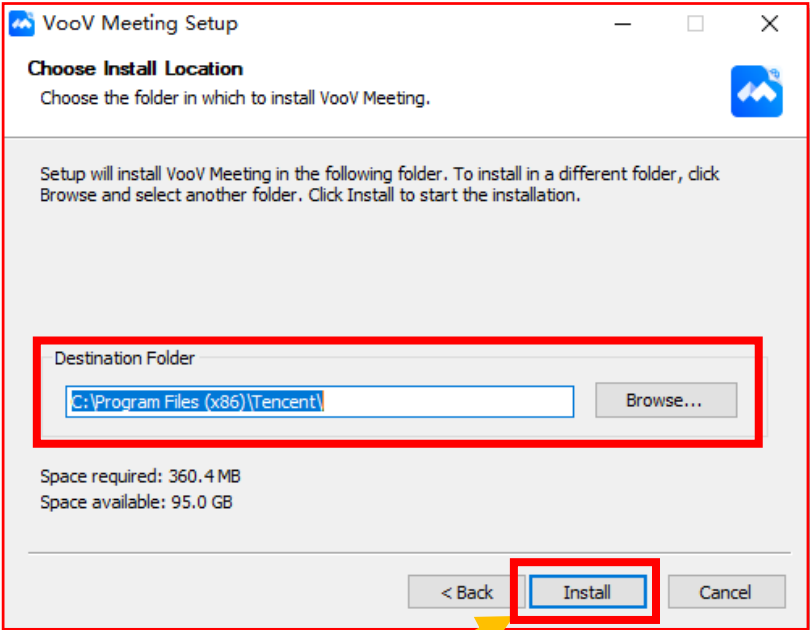 VooV Meeting Setup
Choose Install Location
Choose the folder in which to install VooV Meeting.
Setup will install VooV Meeting in the following folder. To install in a different folder, click
Browse and select another folder. Click Install to start the installation.
Destination Folder
C:\Program Files (x86)\Tencent\
Browse...
Space required: 360.4 MB
Space available: 95.0 GB
< Back
Install
Cancel